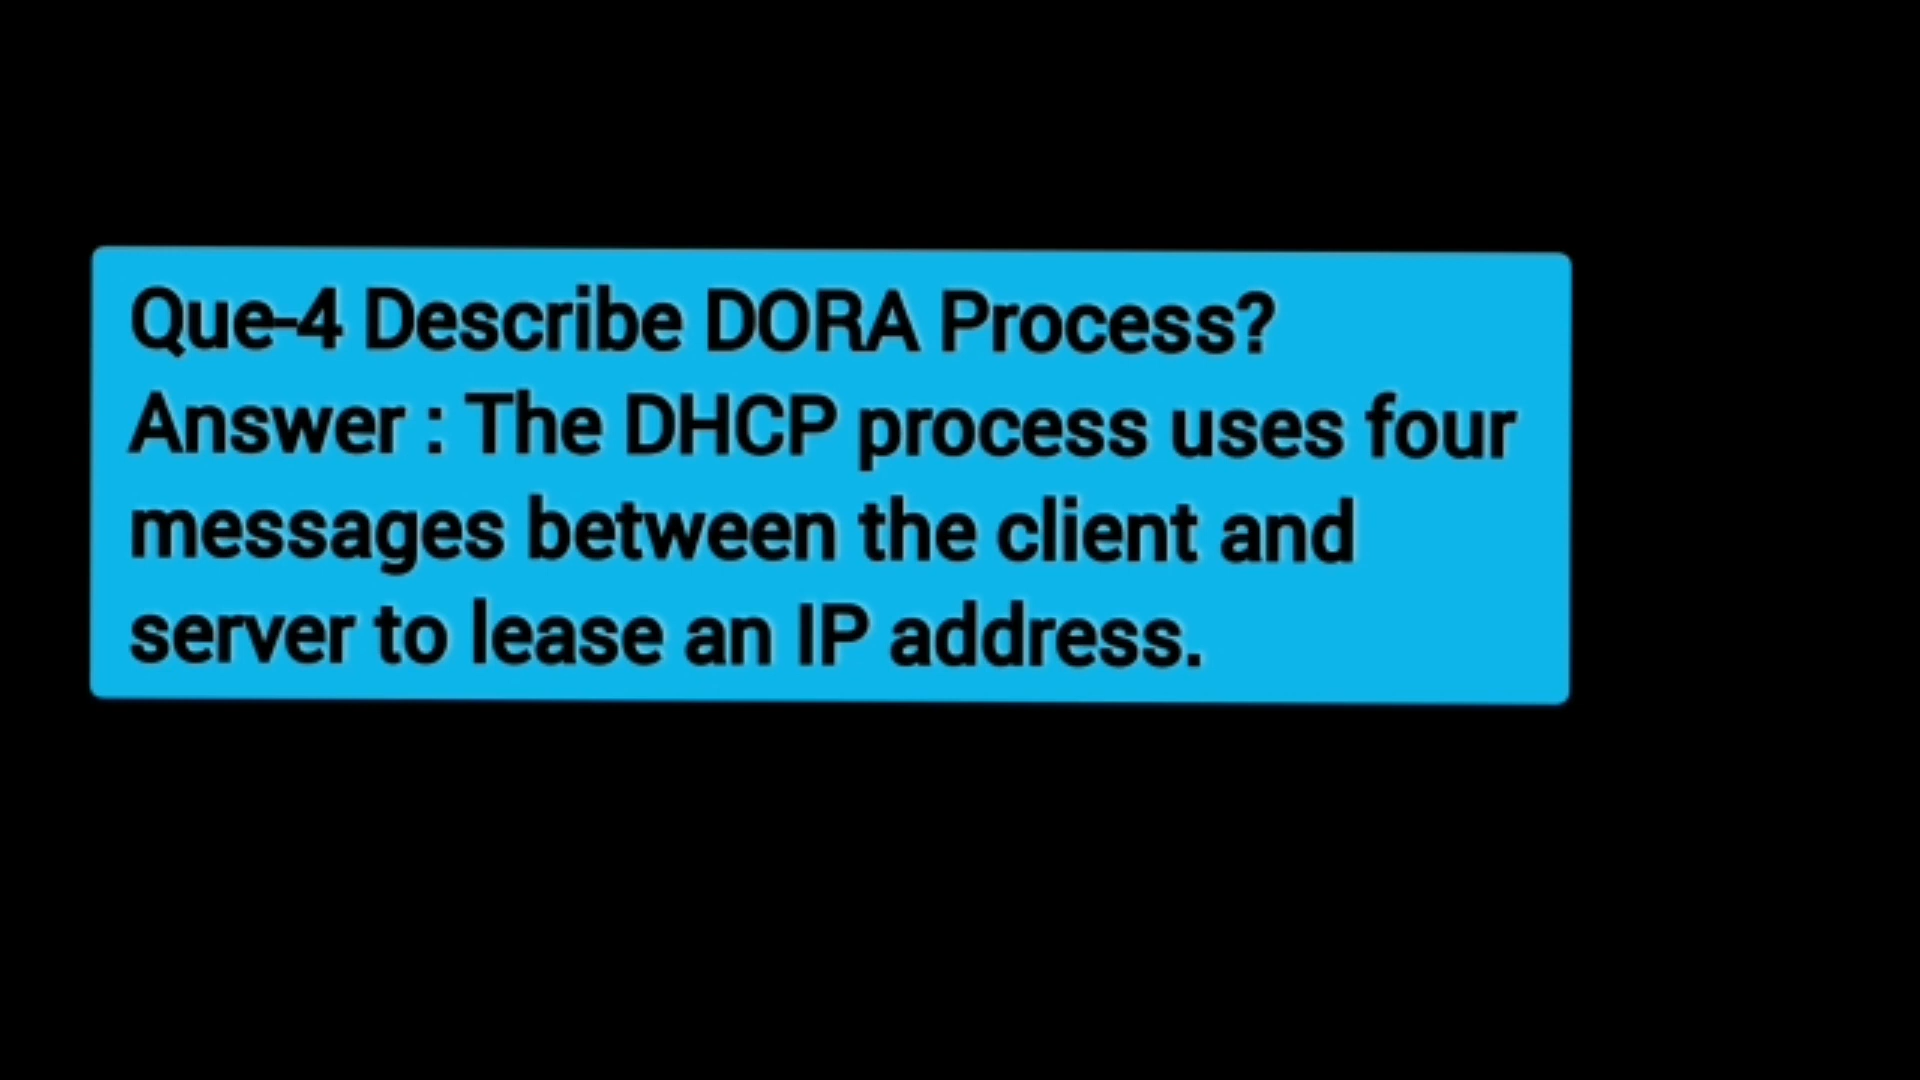 Que-4 Describe DORA Process?
Answer : The DHCP process uses four
messages between the client and
server to lease an IP address.